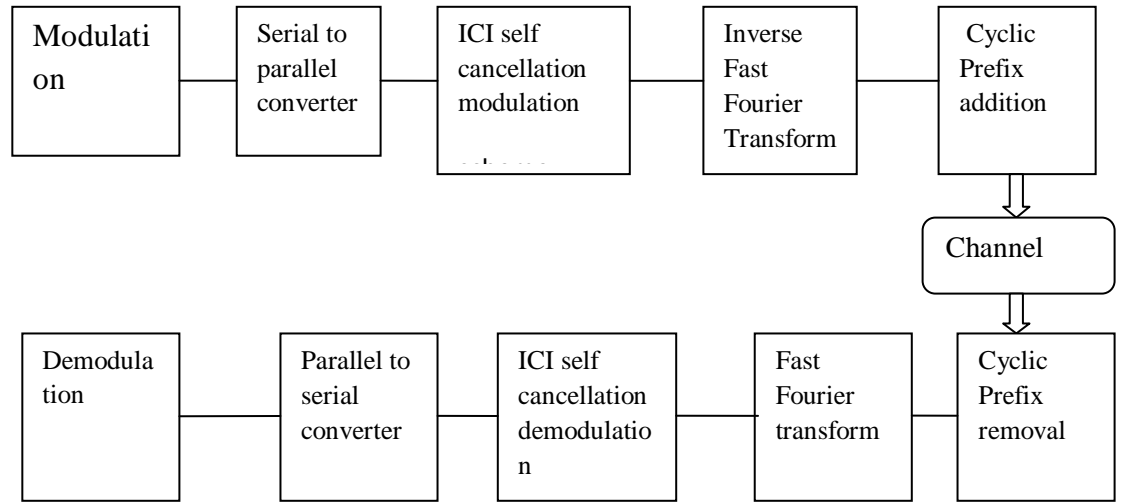 Modulati
on
Serial to
parallel
converter
ICI self
cancellation
modulation
Inverse
Fast
Fourier
Transform
Cyclic
Prefix
addition
Channel
Demodula
tion
Parallel to
serial
converter
ICI self
cancellation
demodulatio
n
Fast
Fourier
transform
Cyclic
Prefix
removal